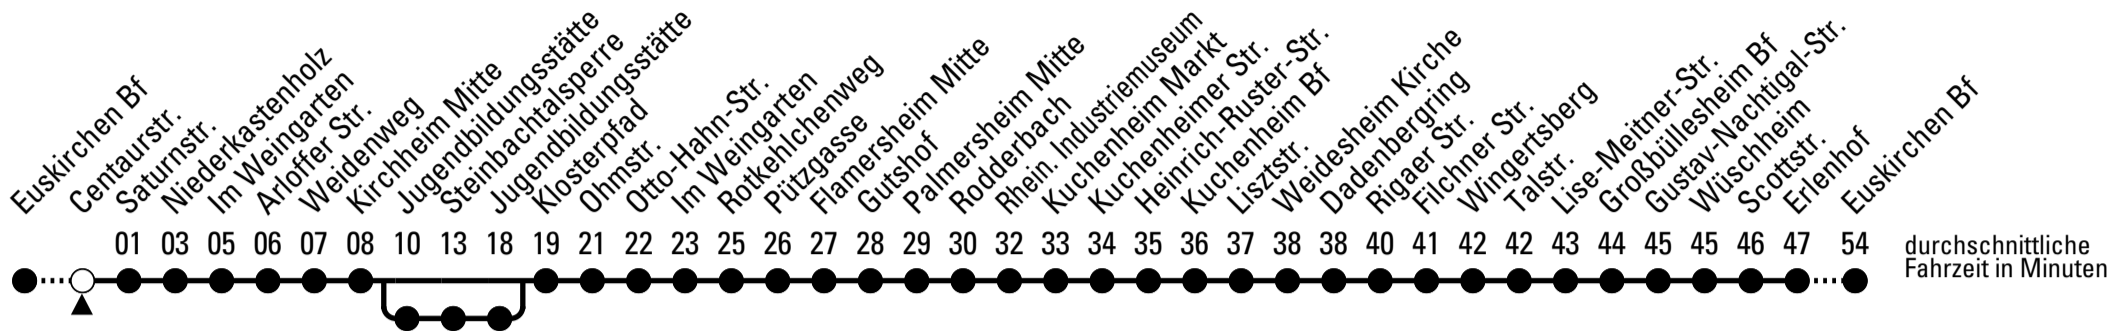 Euskirchen Bf
Centaurstr.
Saturnstr.
Niederkastenholz
Im Weingarten
Arloffer Str.
Weidenweg
Kirchheim Mitte
Jugendbildungsstätte
Steinbachtalsperre
Jugendbildungsstätte
Klosterpfad
Ohmstr.
Otto-Hahn-Str.
Im Weingarten
Rotkehlchenweg
Pützgasse
Flamersheim Mitte
Gutshof
Palmersheim Mitte
Rodderbach
Rhein. Industriemuseum
Kuchenheim Markt
Kuchenheimer Str.
Heinrich-Ruster-Str.
Kuchenheim Bf
Lisztstr.
Weidesheim Kirche
Dadenbergring
Rigaer Str.
Filchner Str.
Wingertsberg
Talstr.
Lise-Meitner-Str.
Großbüllesheim Bf
Gustav-Nachtigal-Str.
Wüschheim
Scottstr.
Erlenhof
Euskirchen Bf
01 03 05 06 07 08 10 13 18 19 21 22 23 25 26 27 28 29 30 32 33 34 35 36 37 38 38 40 41 42 42 43 44 45 45 46 47 54
durchschnittliche
Fahrzeit in Minuten